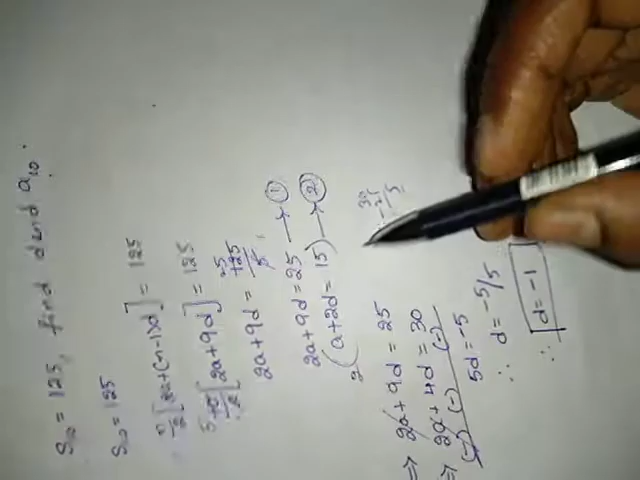 S₁₀ = 125, find d and a₁₀.
S₁₀ = 125
n/2 [2a+(n-1)d] = 125
10/2 [2a+9d] = 125
2a+9d = 125/5
2a+9d = 25 → ①
2(a+2d = 15) → ②
⇒ 2a + 9d = 25
⇒ 2a + 4d = 30
(-) (-) (-)
5d = -5
∴ d = -5/5
∴ d = -1